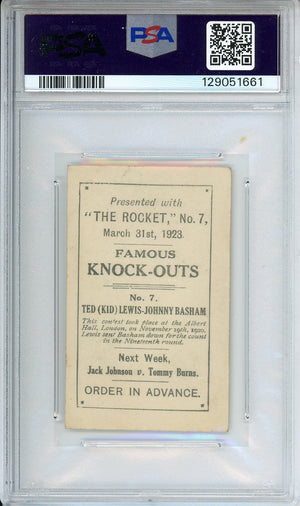 PSA
PSA
129051661
Presented with
"THE ROCKET," No. 7,
March 31st, 1923.
FAMOUS
KNOCK-OUTS
No. 7.
TED (KID) LEWIS-JOHNNY BASHAM
This contest took place at the Albert
Hall, London, on November 19th, 1920.
Lewis sent Basham down for the count
in the Nineteenth round.
Next Week,
Jack Johnson v. Tommy Burns.
ORDER IN ADVANCE.